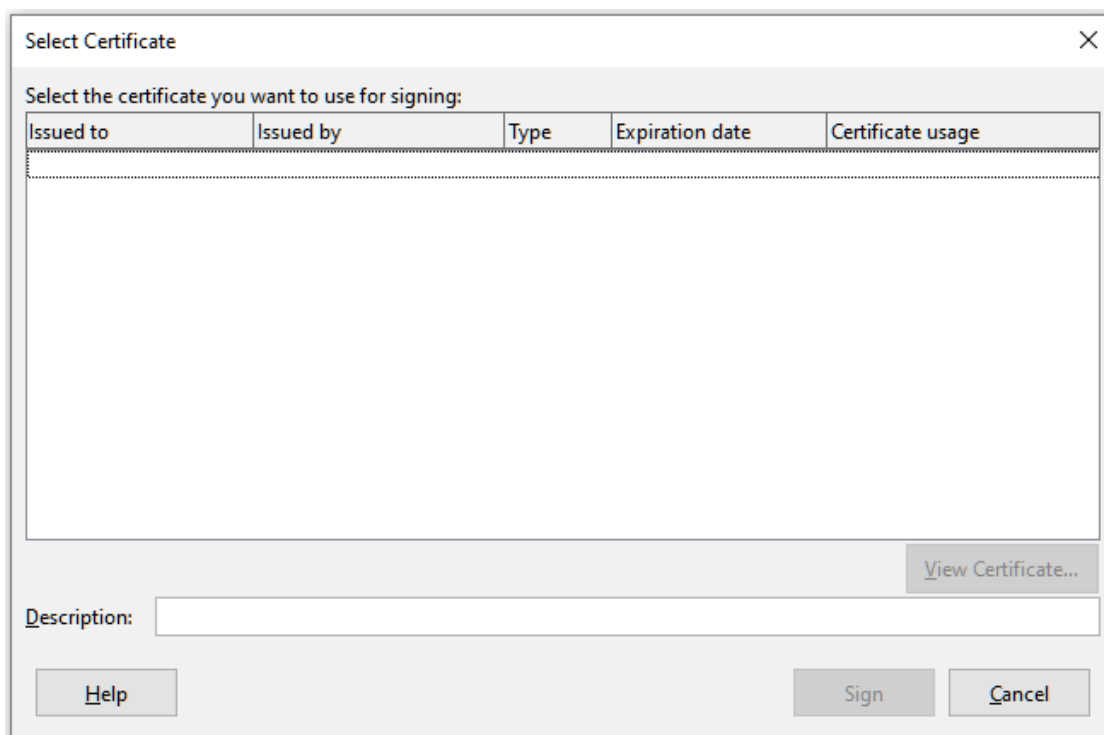 Select Certificate
Select the certificate you want to use for signing:
Issued to Issued by Type Expiration date Certificate usage
View Certificate...
Description:
Help Sign Cancel